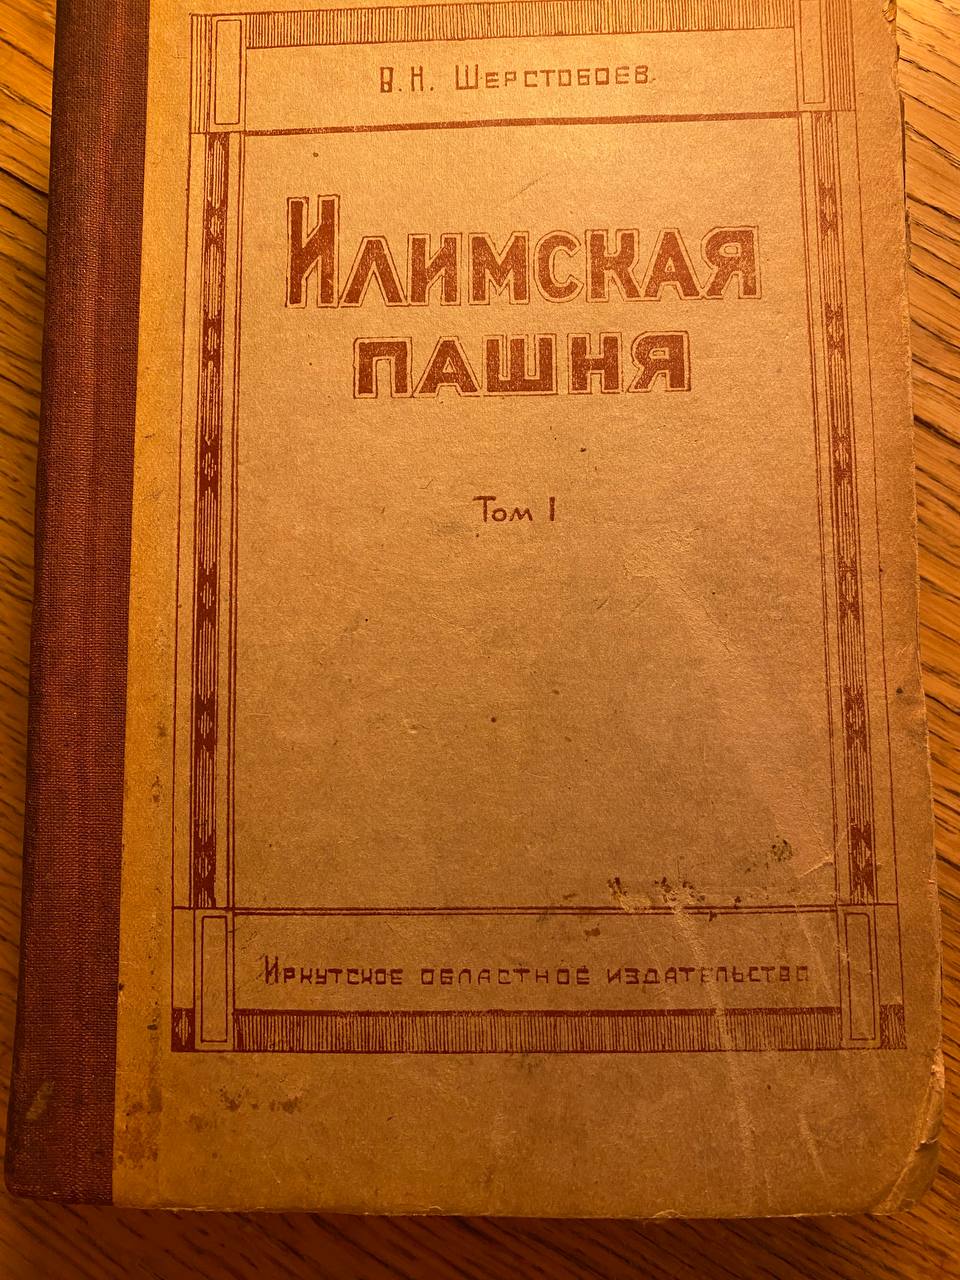 В. Н. Шерстобоев.
Илимская
пашня
Том I
Иркутское областное издательство